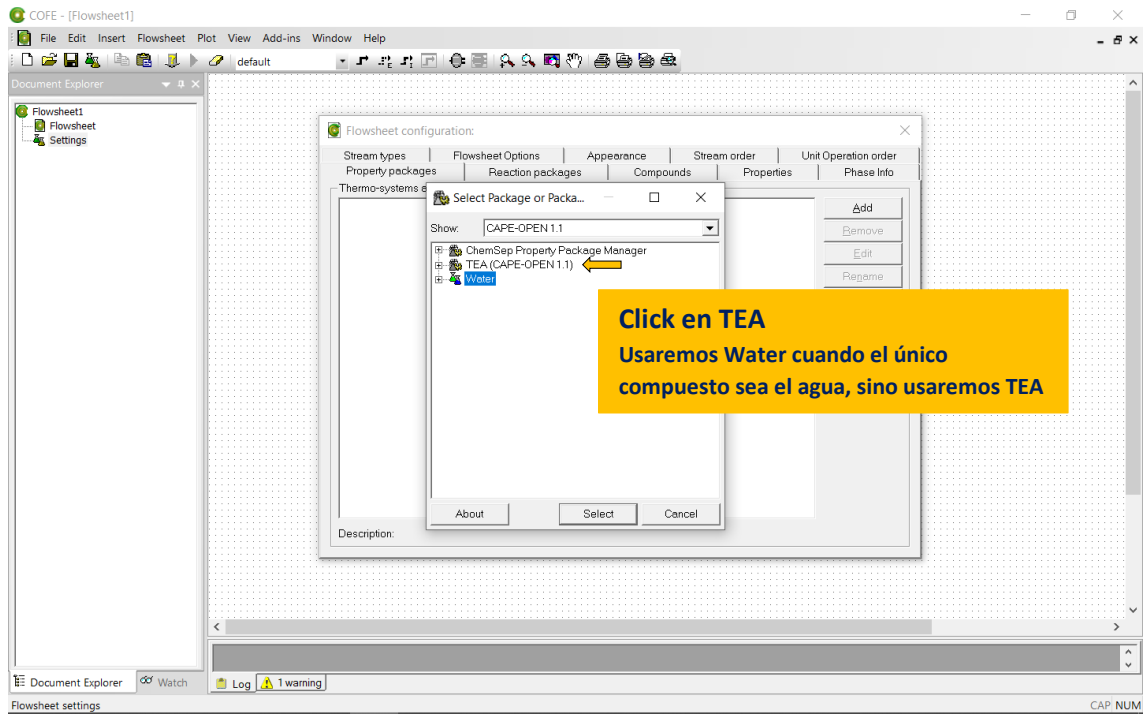 COFE - [Flowsheet1]
File Edit Insert Flowsheet Plot View Add-ins Window Help
default
Document Explorer
Flowsheet1
Flowsheet
Settings
Flowsheet configuration:
Stream types Flowsheet Options Appearance Stream order Unit Operation order
Property packages Reaction packages Compounds Properties Phase Info
Thermo-systems
Add
Remove
Edit
Rename
Select Package or Packa...
Show: CAPE-OPEN 1.1
ChemSep Property Package Manager
TEA (CAPE-OPEN 1.1)
Water
Click en TEA
Usaremos Water cuando el único
compuesto sea el agua, sino usaremos TEA
About Select Cancel
Description:
Document Explorer Watch
Log 1 warning
Flowsheet settings
CAP NUM